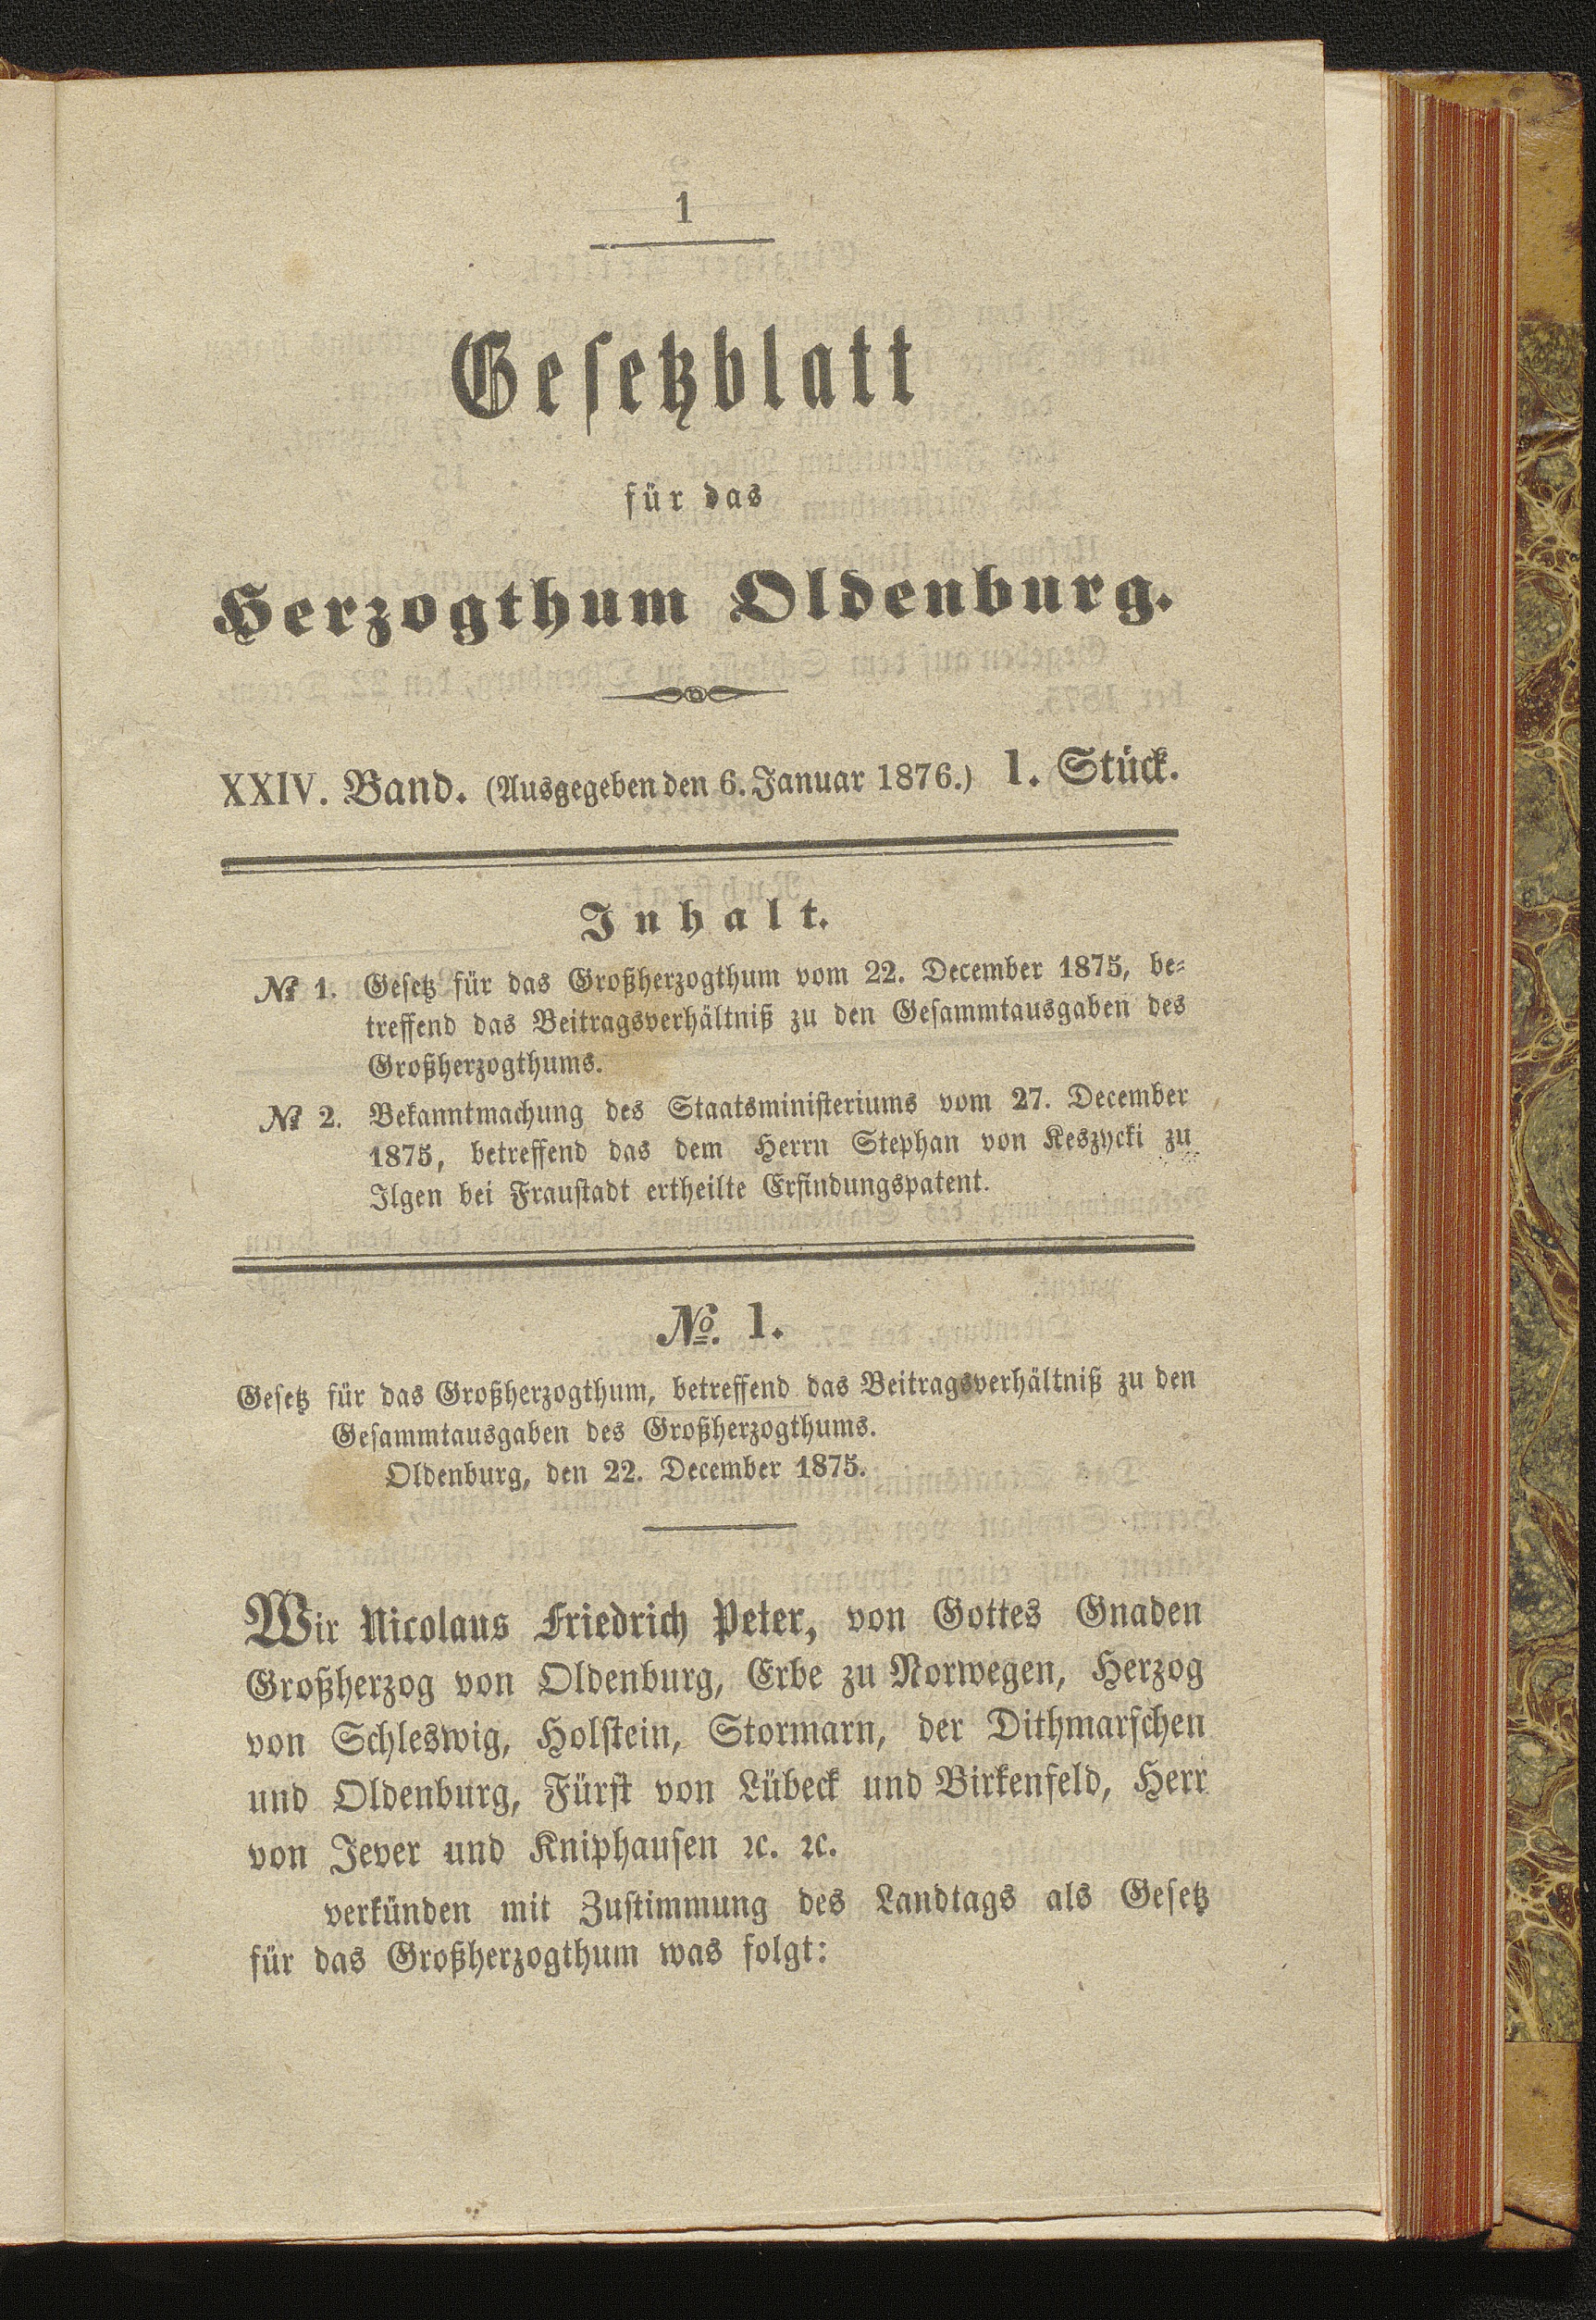 1
Gesetzblatt
für das
Herzogthum Oldenburg.
XXIV. Band. (Ausgegeben den 6. Januar 1876.) 1. Stück.
Inhalt.
№ 1. Gesetz für das Großherzogthum vom 22. December 1875, be-
treffend das Beitragsverhältniß zu den Gesammtausgaben des
Großherzogthums.
№ 2. Bekanntmachung des Staatsministeriums vom 27. December
1875, betreffend das dem Herrn Stephan von Keszycki zu
Ilgen bei Fraustadt ertheilte Erfindungspatent.
№. 1.
Gesetz für das Großherzogthum, betreffend das Beitragsverhältniß zu den
Gesammtausgaben des Großherzogthums.
Oldenburg, den 22. December 1875.
Wir Nicolaus Friedrich Peter, von Gottes Gnaden
Großherzog von Oldenburg, Erbe zu Norwegen, Herzog
von Schleswig, Holstein, Stormarn, der Dithmarschen
und Oldenburg, Fürst von Lübeck und Birkenfeld, Herr
von Jever und Kniphausen ꝛc. ꝛc.
verkünden mit Zustimmung des Landtags als Gesetz
für das Großherzogthum was folgt: